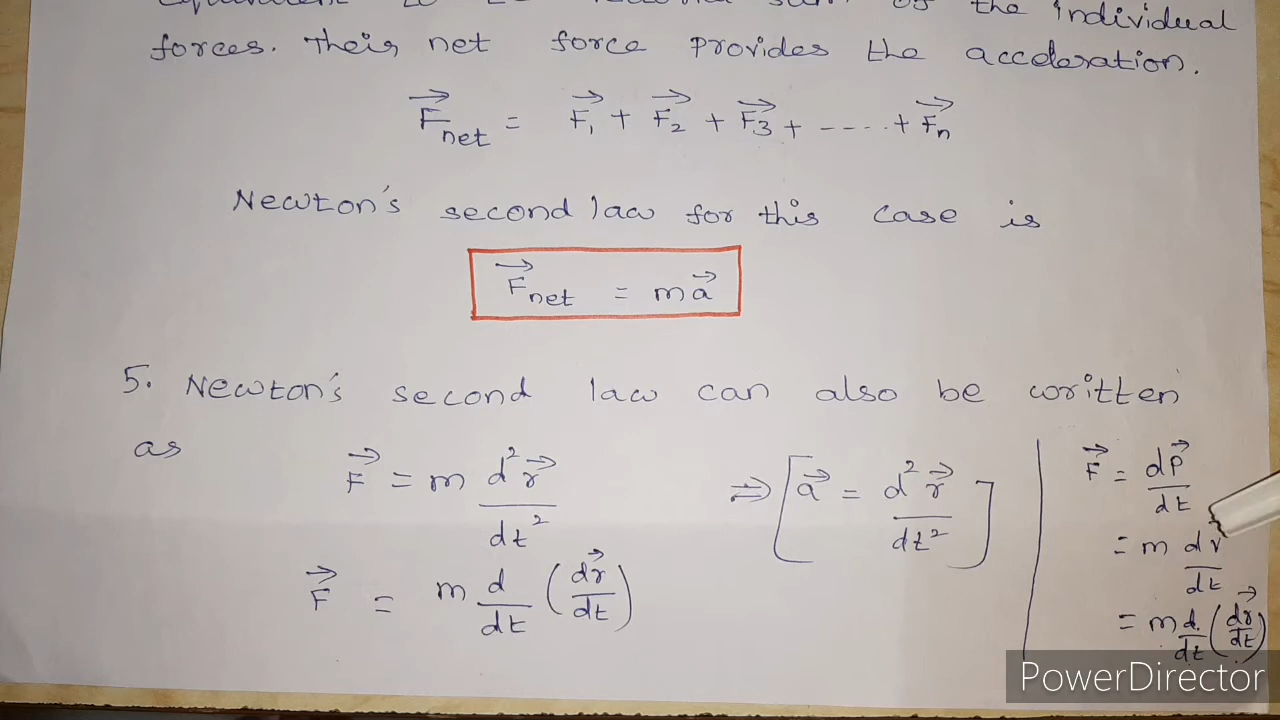 the individual
forces. Their net force provides the acceleration.
F⃗net = F⃗1 + F⃗2 + F⃗3 + ---- + F⃗n
Newton's second law for this case is
F⃗net = ma⃗
5. Newton's second law can also be written
as
F⃗ = m d²r⃗/dt² ⇒ [a⃗ = d²r⃗/dt²]
F⃗ = m d/dt (dr⃗/dt)
F⃗ = dP⃗/dt
= m dv/dt
= m d/dt (dr⃗/dt)
PowerDirector